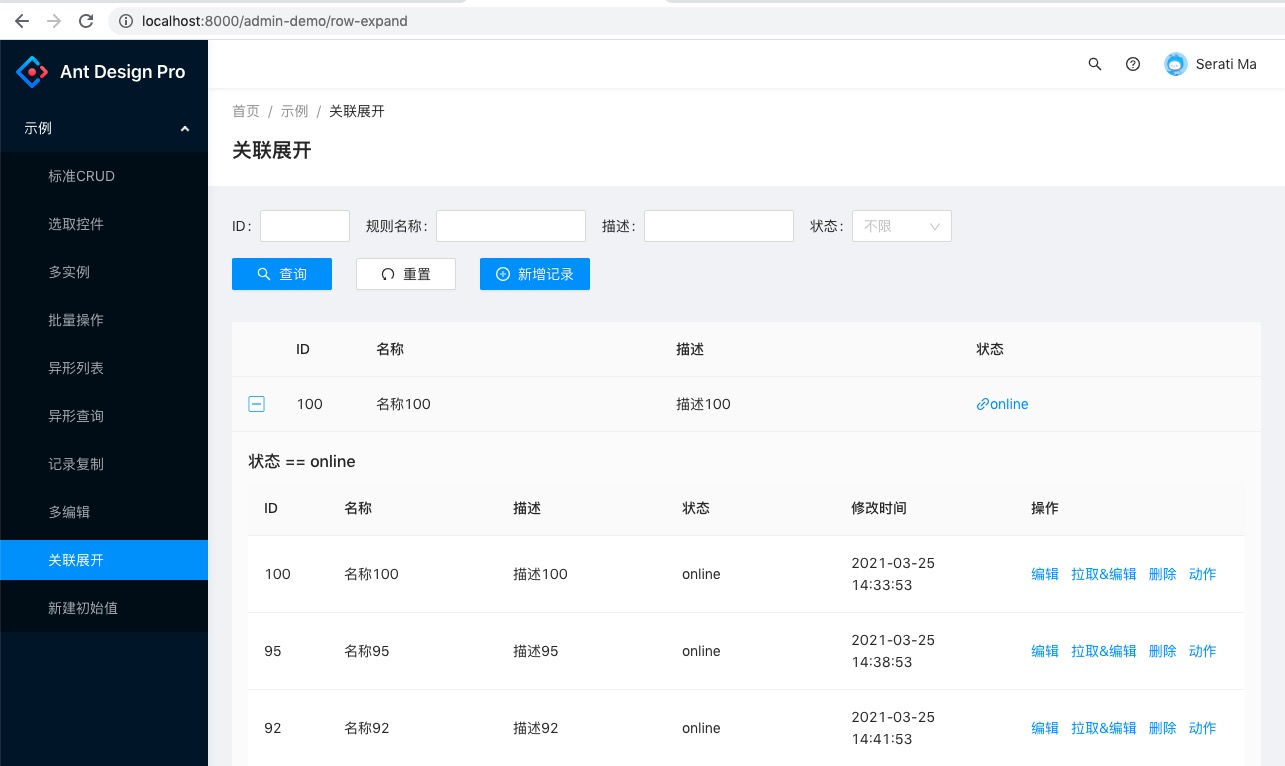 localhost:8000/admin-demo/row-expand
Ant Design Pro
Serati Ma
示例
标准CRUD
选取控件
多实例
批量操作
异形列表
异形查询
记录复制
多编辑
关联展开
新建初始值
首页 / 示例 / 关联展开
关联展开
ID: 规则名称: 描述: 状态: 不限
查询 重置 新增记录
ID 名称 描述 状态
100 名称100 描述100 online
状态 == online
ID 名称 描述 状态 修改时间 操作
100 名称100 描述100 online 2021-03-25 14:33:53 编辑 拉取&编辑 删除 动作
95 名称95 描述95 online 2021-03-25 14:38:53 编辑 拉取&编辑 删除 动作
92 名称92 描述92 online 2021-03-25 14:41:53 编辑 拉取&编辑 删除 动作